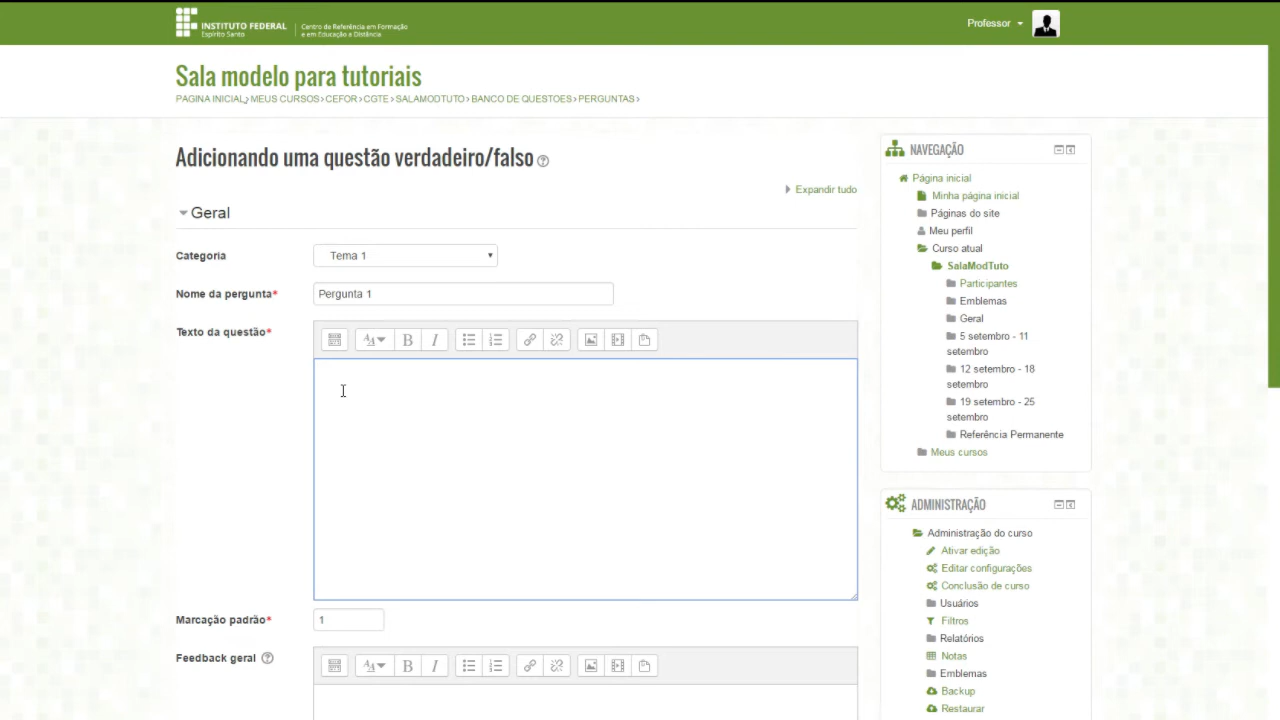 INSTITUTO FEDERAL
Espírito Santo
Centro de Referência em Formação
e em Educação a Distância
Professor
Sala modelo para tutoriais
PAGINA INICIAL › MEUS CURSOS › CEFOR › CGTE › SALAMODTUTO › BANCO DE QUESTOES › PERGUNTAS ›
Adicionando uma questão verdadeiro/falso
Expandir tudo
Geral
Categoria
Tema 1
Nome da pergunta*
Pergunta 1
Texto da questão*
Marcação padrão*
1
Feedback geral
NAVEGAÇÃO
Página inicial
Minha página inicial
Páginas do site
Meu perfil
Curso atual
SalaModTuto
Participantes
Emblemas
Geral
5 setembro - 11
setembro
12 setembro - 18
setembro
19 setembro - 25
setembro
Referência Permanente
Meus cursos
ADMINISTRAÇÃO
Administração do curso
Ativar edição
Editar configurações
Conclusão de curso
Usuários
Filtros
Relatórios
Notas
Emblemas
Backup
Restaurar